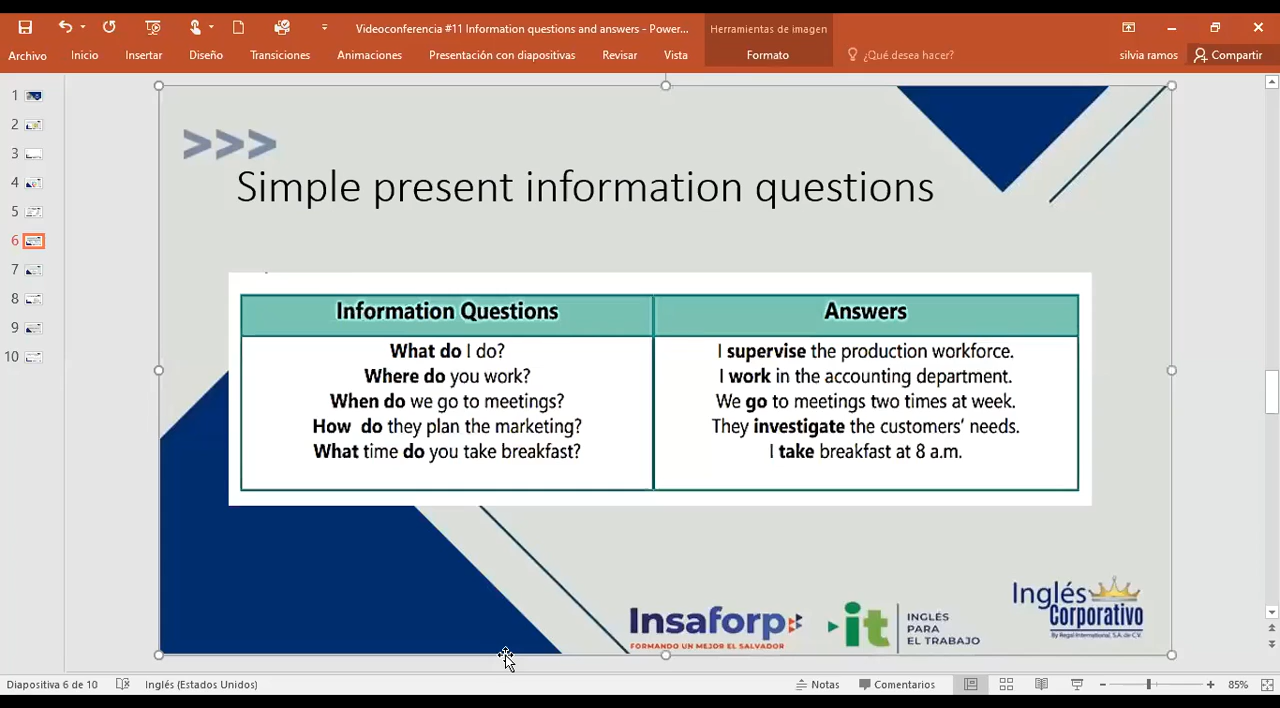 Videoconferencia #11 Information questions and answers - Power...
Herramientas de imagen
Archivo
Inicio
Insertar
Diseño
Transiciones
Animaciones
Presentación con diapositivas
Revisar
Vista
Formato
¿Qué desea hacer?
silvia ramos
Compartir
1
2
3
4
5
6
7
8
9
10
>>>
Simple present information questions
Information Questions
Answers
What do I do?
I supervise the production workforce.
Where do you work?
I work in the accounting department.
When do we go to meetings?
We go to meetings two times at week.
How do they plan the marketing?
They investigate the customers' needs.
What time do you take breakfast?
I take breakfast at 8 a.m.
Insaforp
FORMANDO UN MEJOR EL SALVADOR
it
INGLÉS
PARA
EL TRABAJO
Inglés
Corporativo
By Regal International, S.A. de C.V.
Diapositiva 6 de 10
Inglés (Estados Unidos)
Notas
Comentarios
85%